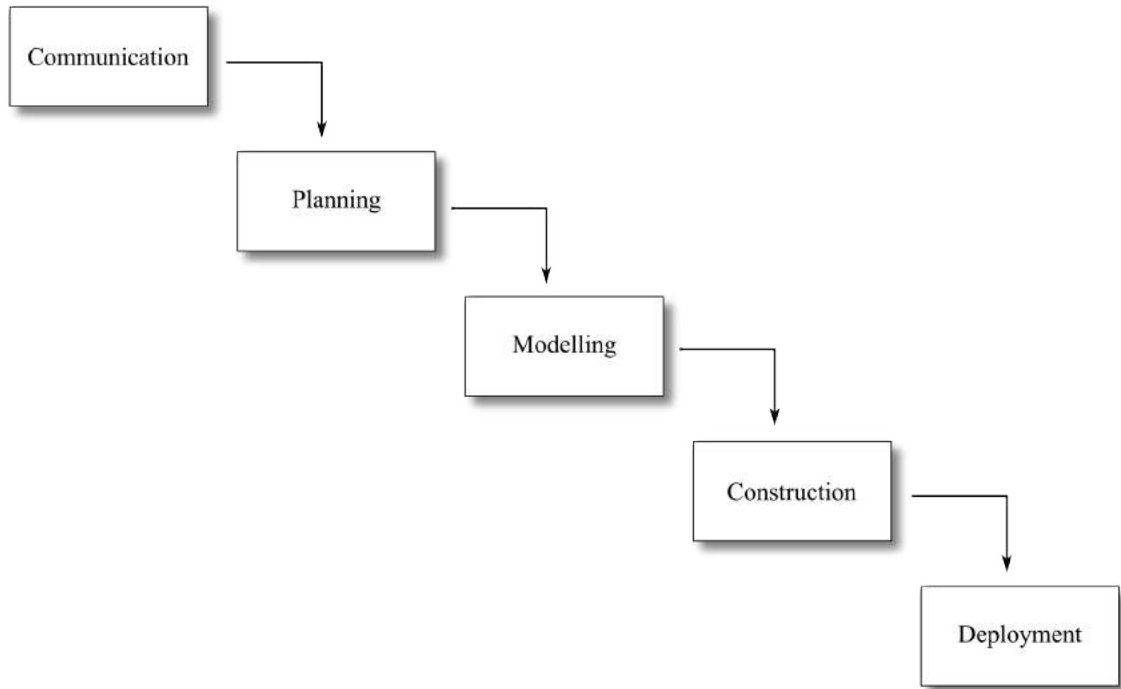 Communication
Planning
Modelling
Construction
Deployment